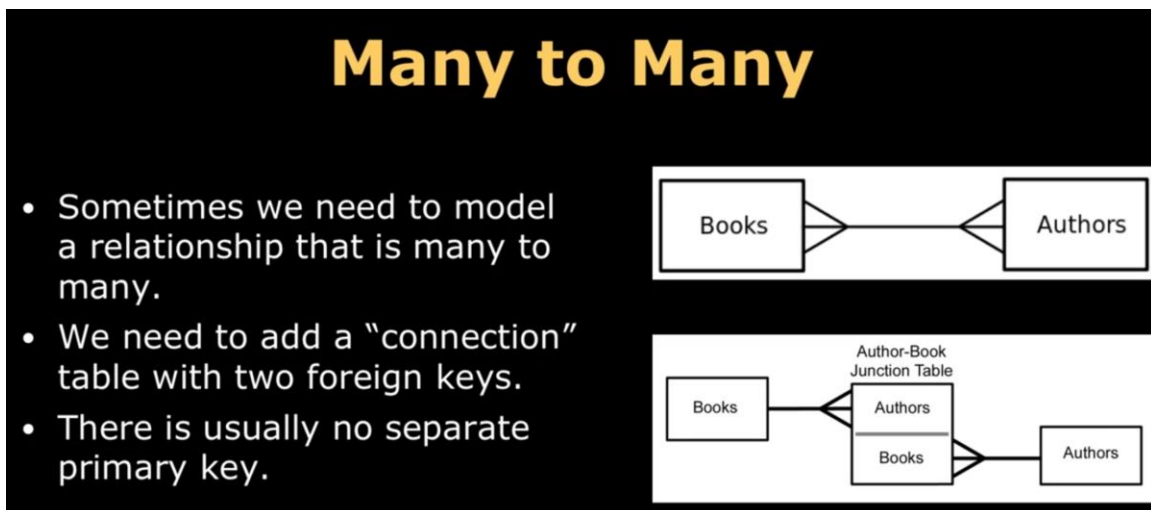 Many to Many
• Sometimes we need to model
a relationship that is many to
many.
• We need to add a “connection”
table with two foreign keys.
• There is usually no separate
primary key.
Books
Authors
Author-Book
Junction Table
Books
Authors
Books
Authors